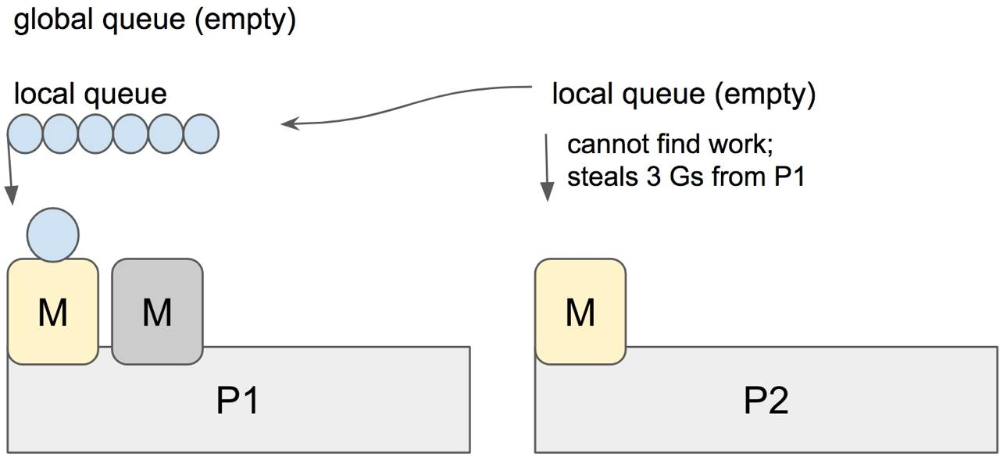 global queue (empty)
local queue
local queue (empty)
cannot find work;
steals 3 Gs from P1
M
M
M
P1
P2